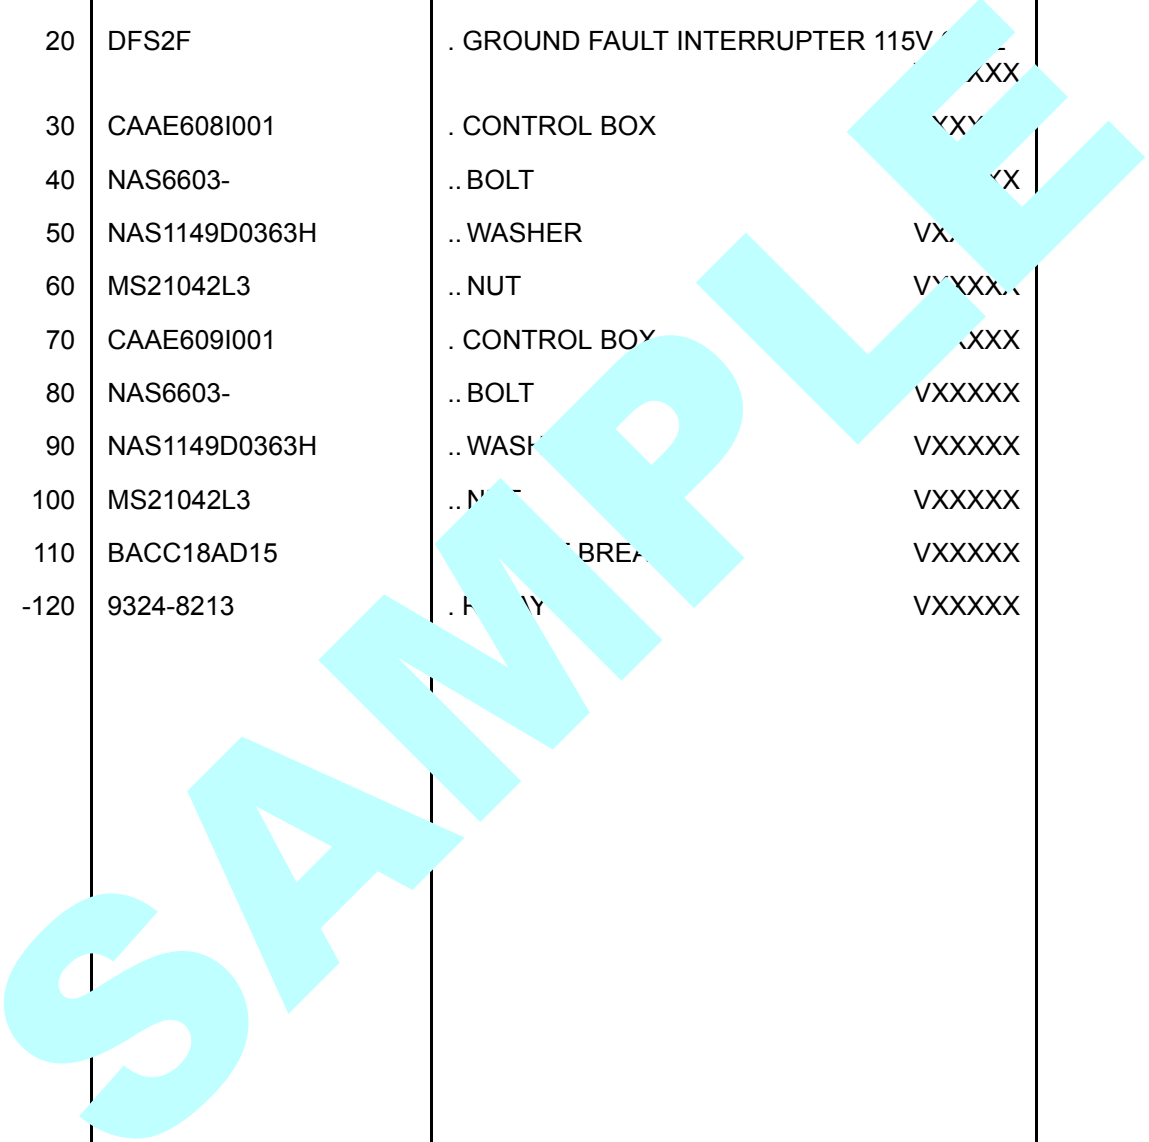 20 DFS2F . GROUND FAULT INTERRUPTER 115V
30 CAAE608I001 . CONTROL BOX
40 NAS6603- .. BOLT
50 NAS1149D0363H .. WASHER
60 MS21042L3 .. NUT VXXXXX
70 CAAE609I001 . CONTROL BOX
80 NAS6603- .. BOLT VXXXXX
90 NAS1149D0363H .. VXXXXX
100 MS21042L3 .. VXXXXX
110 BACC18AD15 VXXXXX
-120 9324-8213 . VXXXXX
SAMPLE